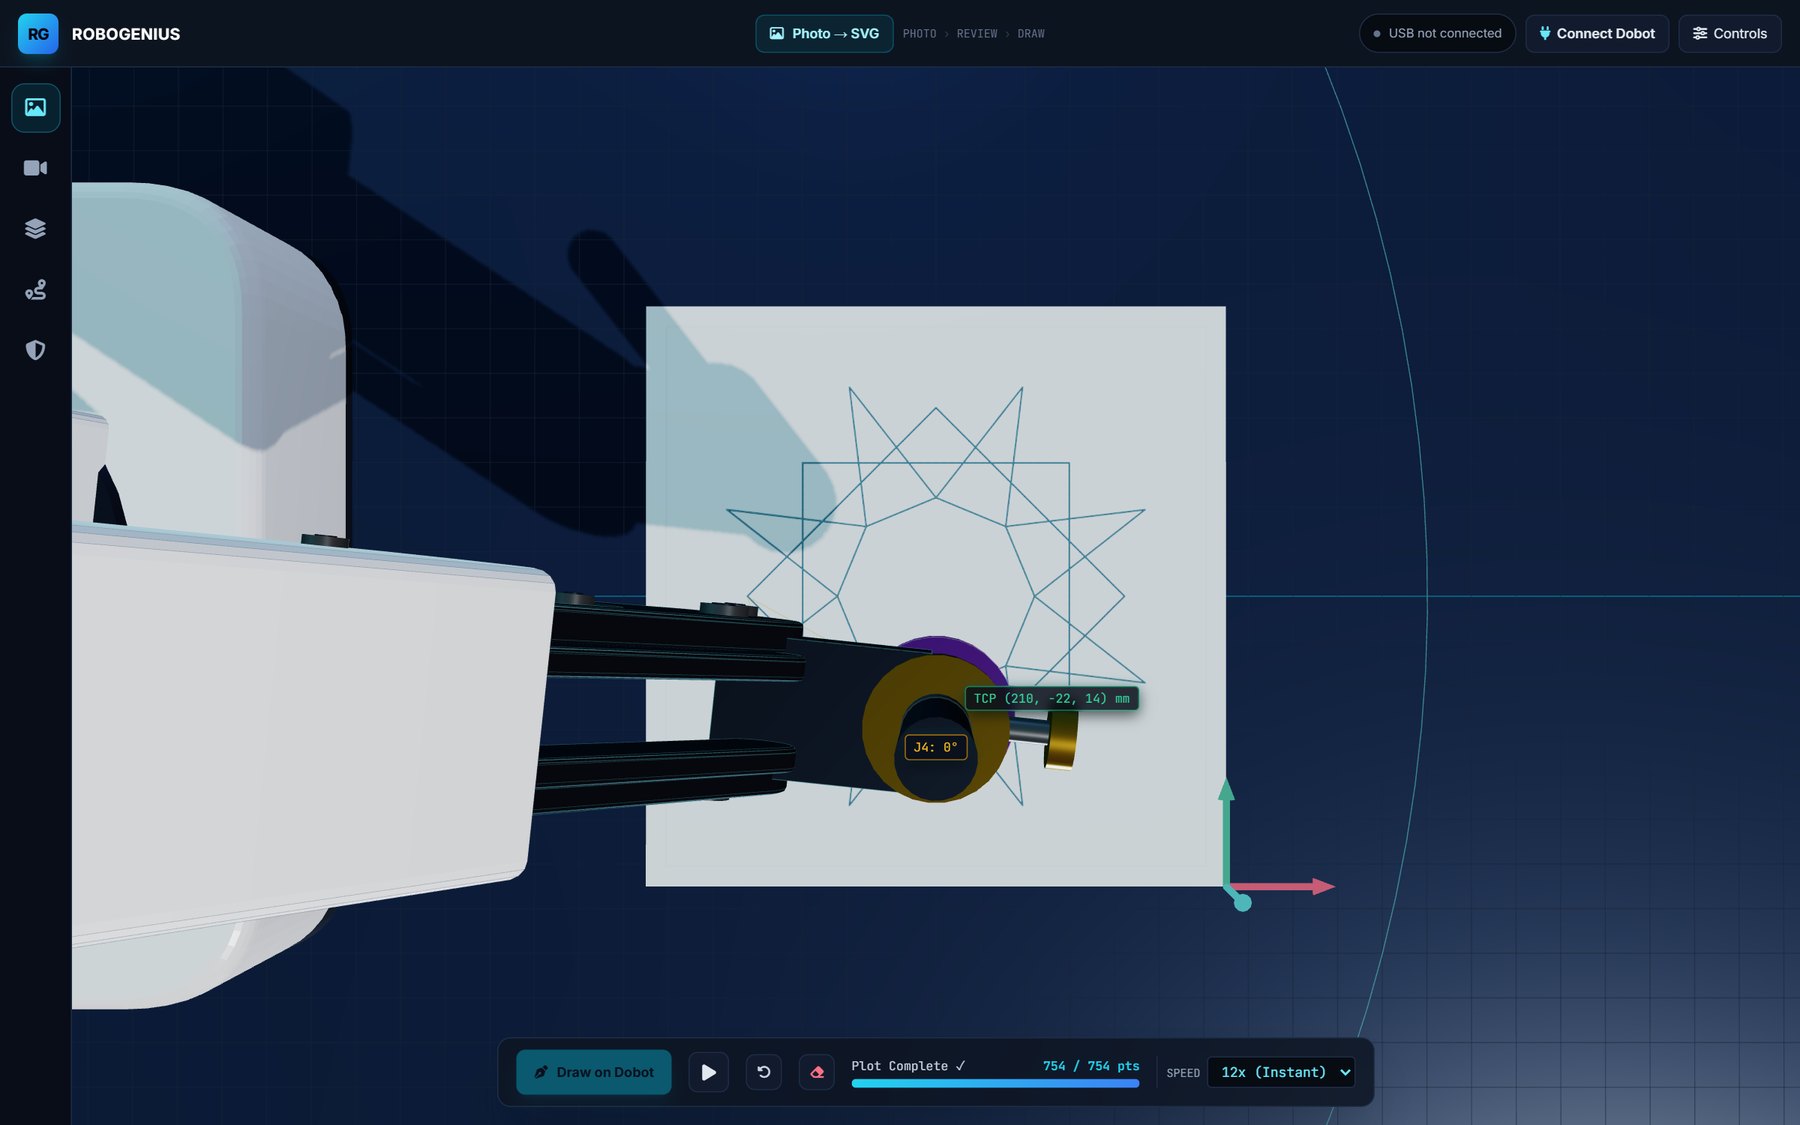 RG ROBOGENIUS
Photo → SVG
PHOTO › REVIEW › DRAW
USB not connected
Connect Dobot
Controls
TCP (210, -22, 14) mm
J4: 0°
Draw on Dobot
Plot Complete ✓
754 / 754 pts
SPEED
12x (Instant)